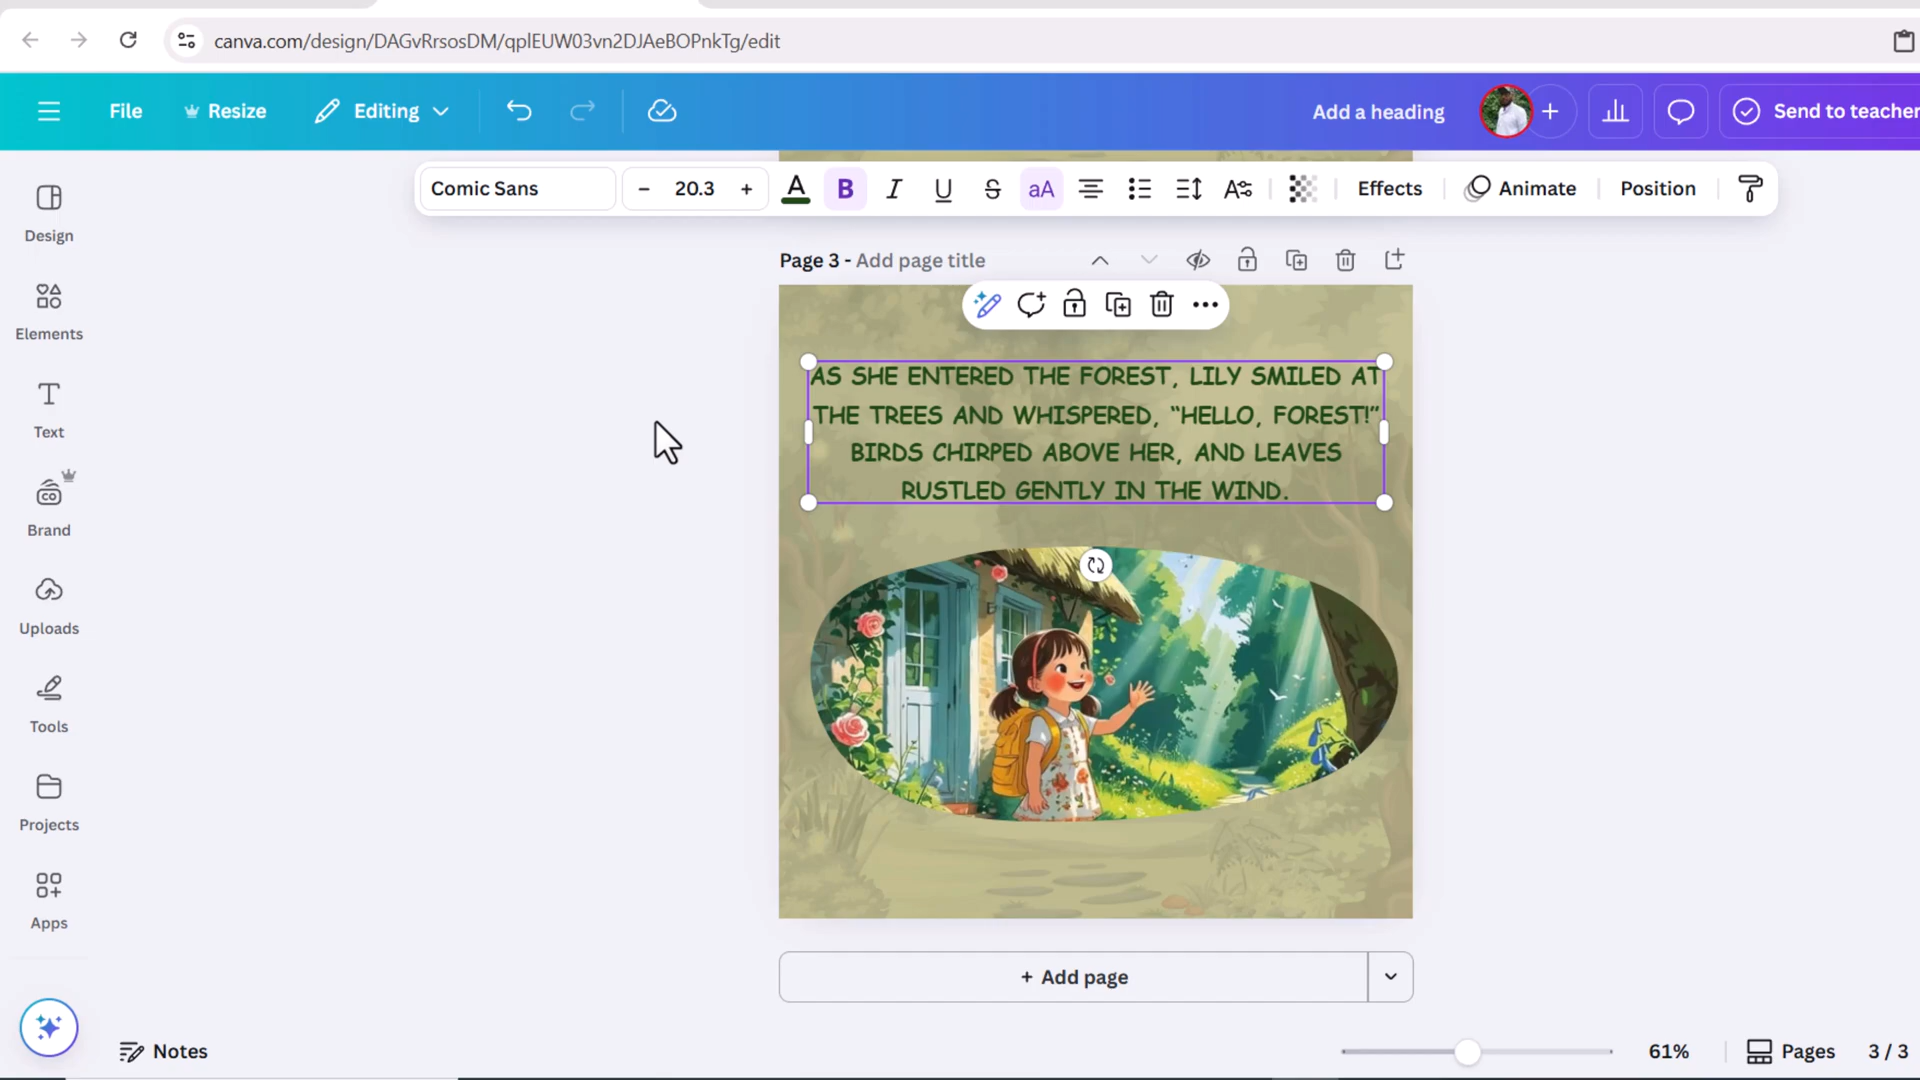 canva.com/design/DAGvRrsosDM/qplEUW03vn2DJAeBOPnkTg/edit
File Resize Editing Add a heading Send to teacher
Comic Sans – 20.3 + A B I U S aA Effects Animate Position
Design
Elements
Text
Brand
Uploads
Tools
Projects
Apps
Page 3 - Add page title
AS SHE ENTERED THE FOREST, LILY SMILED AT
THE TREES AND WHISPERED, “HELLO, FOREST!”
BIRDS CHIRPED ABOVE HER, AND LEAVES
RUSTLED GENTLY IN THE WIND.
+ Add page
Notes 61% Pages 3 / 3